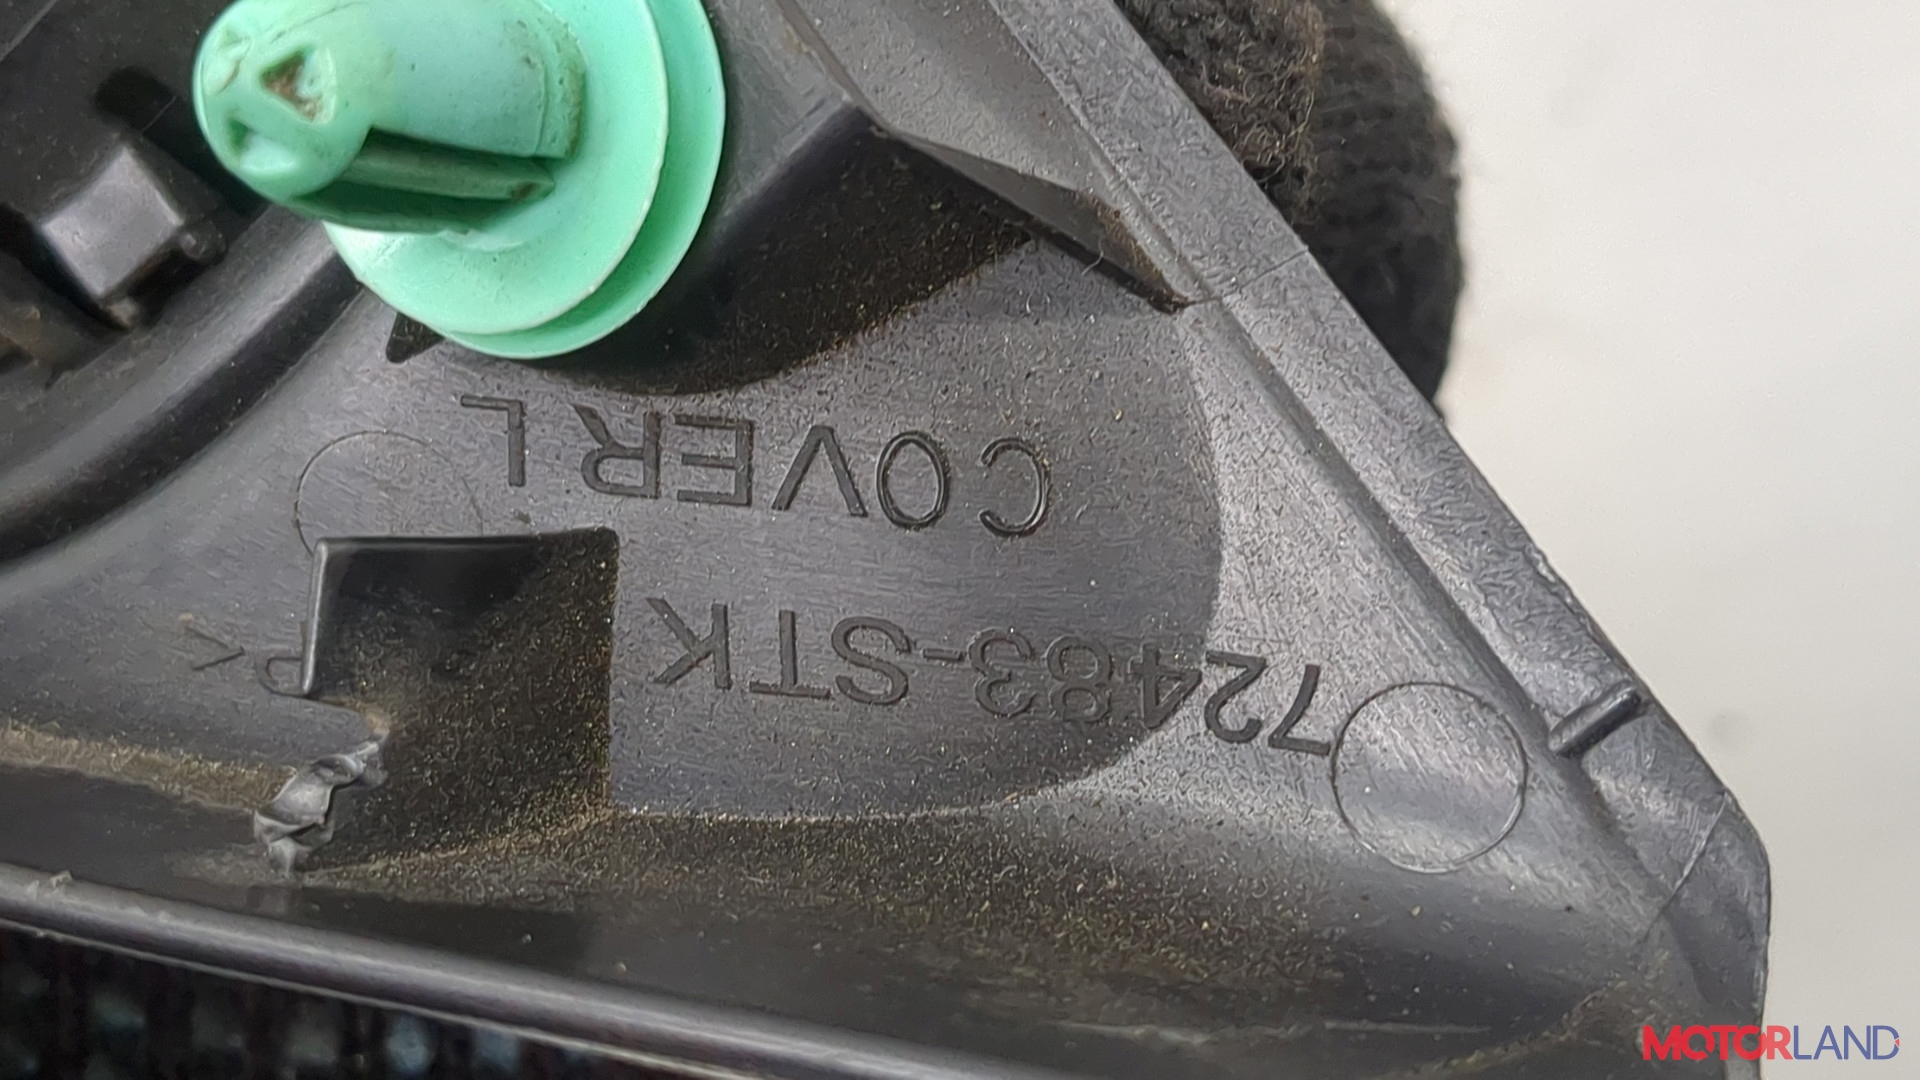 72483-STK
COVER L
P<
MOTORLAND